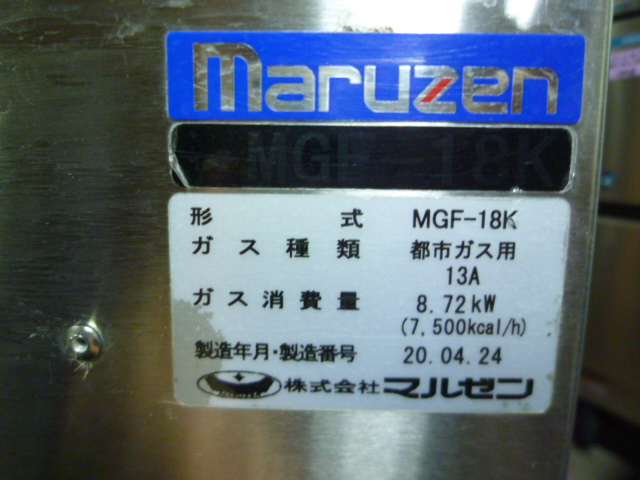 maruzen
MGF-18K
形式 MGF-18K
ガス種類 都市ガス用
13A
ガス消費量 8.72kW
(7,500kcal/h)
製造年月・製造番号 20.04.24
株式会社マルゼン